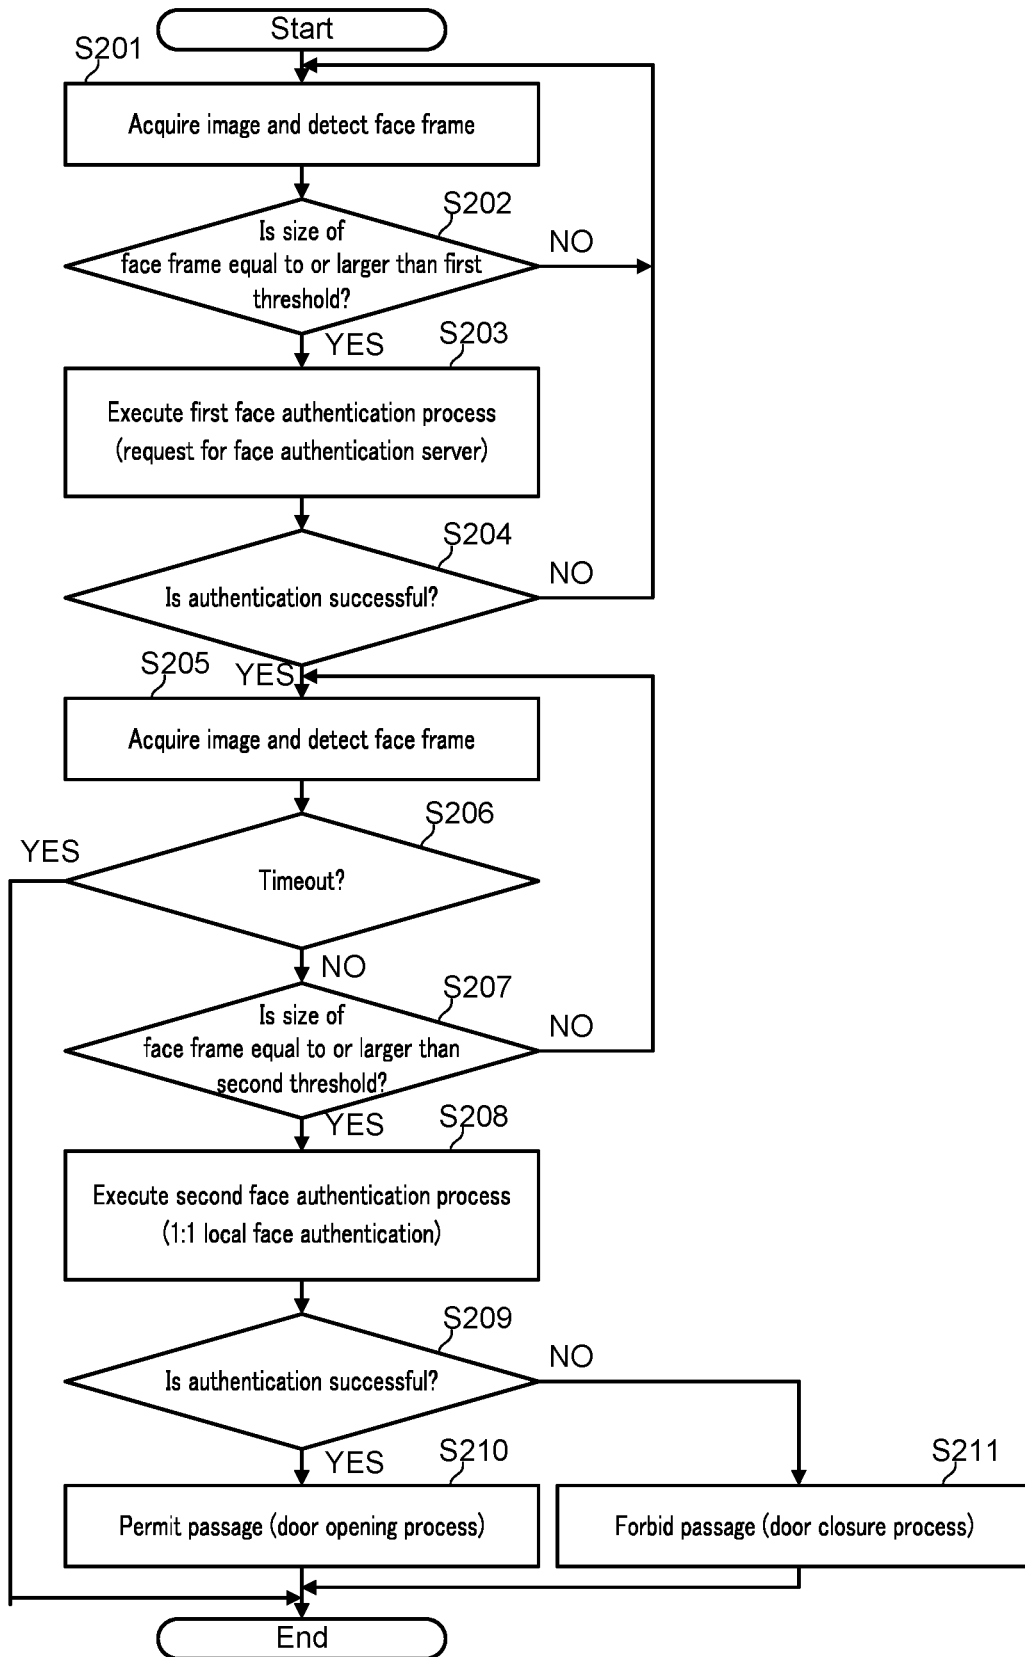 Start
S201
Acquire image and detect face frame
S202
Is size of
face frame equal to or larger than first
threshold?
NO
YES
S203
Execute first face authentication process
(request for face authentication server)
S204
Is authentication successful?
NO
YES
S205
Acquire image and detect face frame
S206
YES
Timeout?
NO
S207
Is size of
face frame equal to or larger than
second threshold?
NO
YES
S208
Execute second face authentication process
(1:1 local face authentication)
S209
Is authentication successful?
NO
YES
S210
Permit passage (door opening process)
S211
Forbid passage (door closure process)
End